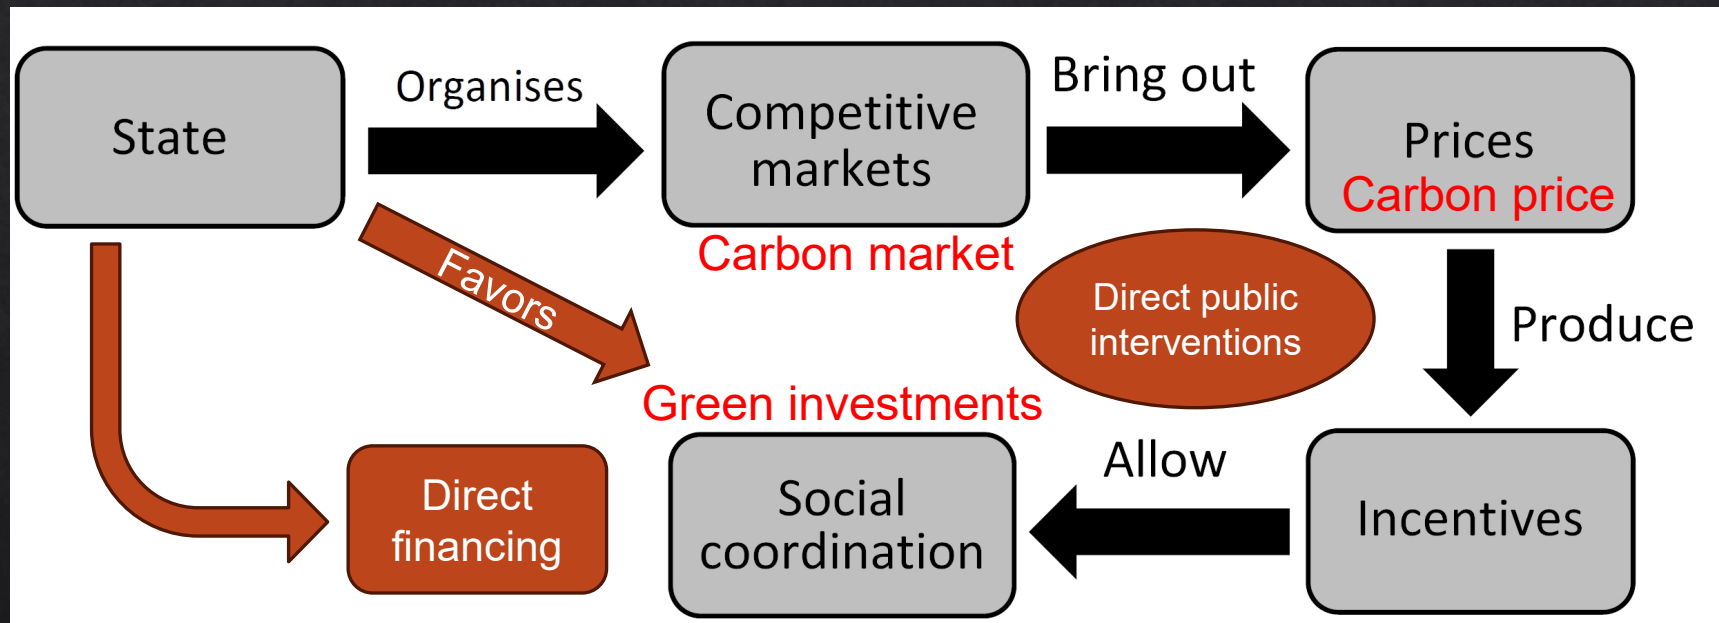 State
Organises
Competitive
markets
Carbon market
Bring out
Prices
Carbon price
Favors
Direct public
interventions
Produce
Green investments
Direct
financing
Social
coordination
Allow
Incentives